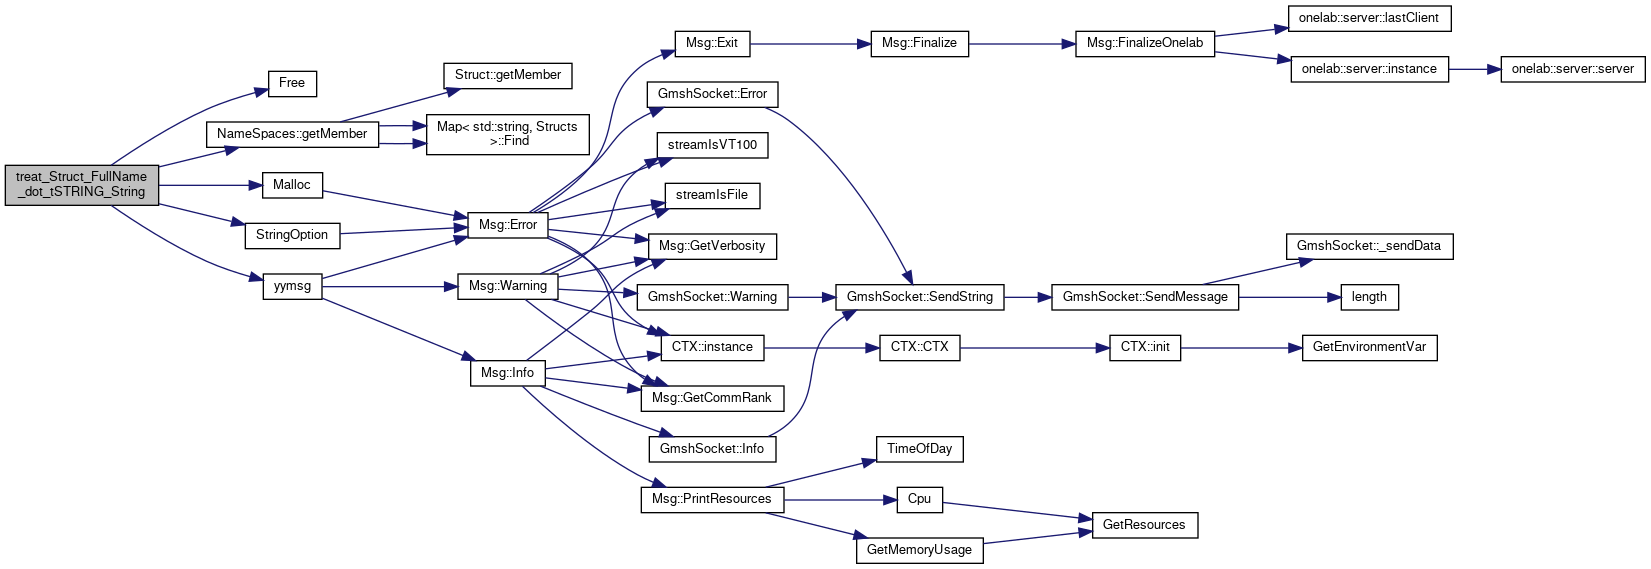 treat_Struct_FullName
_dot_tSTRING_String
Free
NameSpaces::getMember
Malloc
StringOption
yymsg
Struct::getMember
Map< std::string, Structs
>::Find
Msg::Error
Msg::Warning
Msg::Info
Msg::Exit
GmshSocket::Error
streamIsVT100
streamIsFile
Msg::GetVerbosity
GmshSocket::Warning
CTX::instance
Msg::GetCommRank
GmshSocket::Info
Msg::PrintResources
Msg::Finalize
GmshSocket::SendString
CTX::CTX
TimeOfDay
Cpu
GetMemoryUsage
Msg::FinalizeOnelab
GmshSocket::SendMessage
CTX::init
GetResources
onelab::server::lastClient
onelab::server::instance
GmshSocket::_sendData
length
GetEnvironmentVar
onelab::server::server